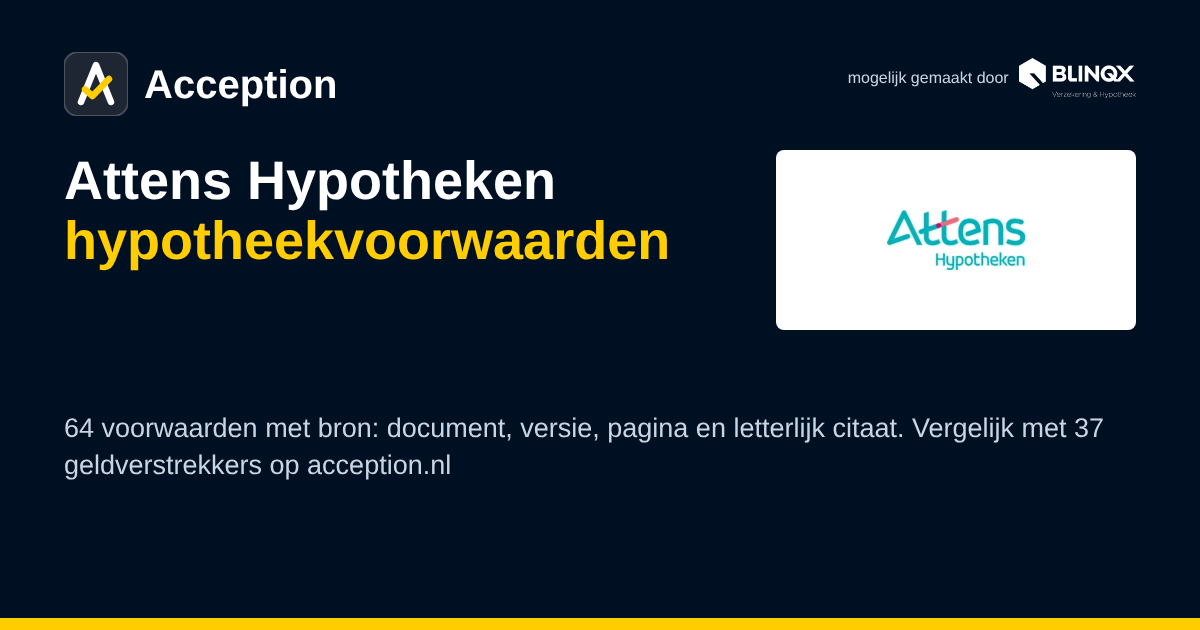 Acception
mogelijk gemaakt door
BLINQX
Verzekering & Hypotheek
Attens Hypotheken
hypotheekvoorwaarden
Attens
Hypotheken
64 voorwaarden met bron: document, versie, pagina en letterlijk citaat. Vergelijk met 37
geldverstrekkers op acception.nl